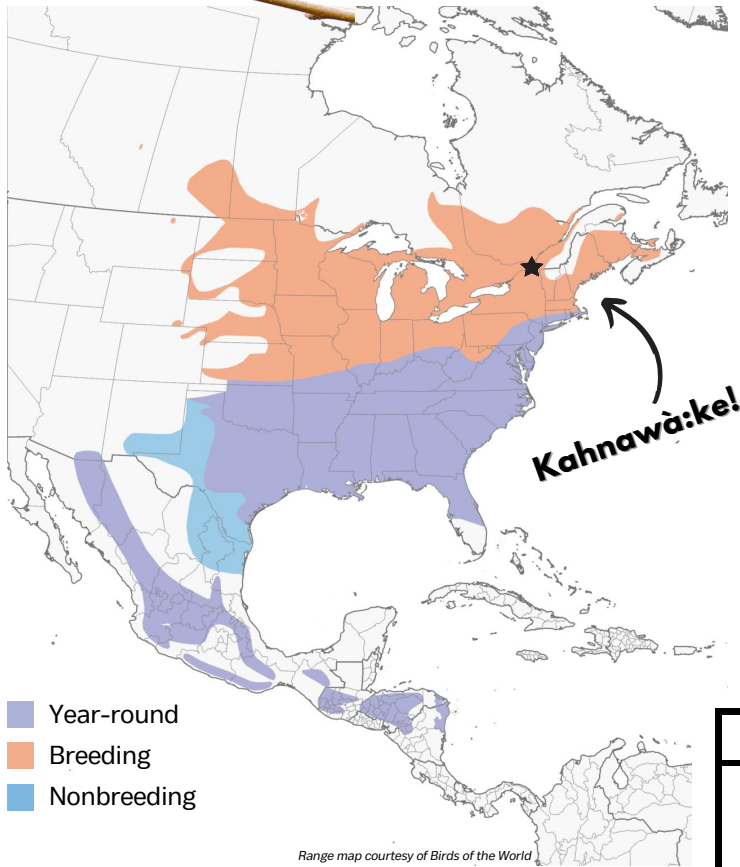 Kahnawà:ke!
Year-round
Breeding
Nonbreeding
Range map courtesy of Birds of the World